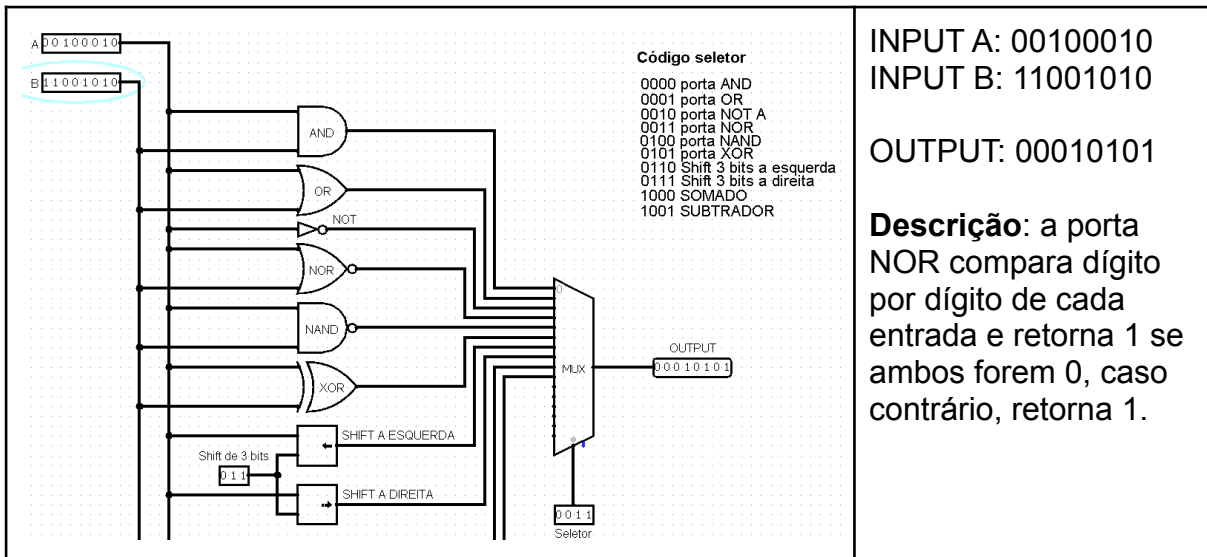 A 00100010
B 11001010
Código seletor
0000 porta AND
0001 porta OR
0010 porta NOT A
0011 porta NOR
0100 porta NAND
0101 porta XOR
0110 Shift 3 bits a esquerda
0111 Shift 3 bits a direita
1000 SOMADO
1001 SUBTRADOR
AND
OR
NOT
NOR
NAND
XOR
SHIFT A ESQUERDA
Shift de 3 bits
011
SHIFT A DIREITA
0
MUX
OUTPUT
00010101
0011
Seletor
INPUT A: 00100010
INPUT B: 11001010
OUTPUT: 00010101
Descrição: a porta
NOR compara dígito
por dígito de cada
entrada e retorna 1 se
ambos forem 0, caso
contrário, retorna 1.